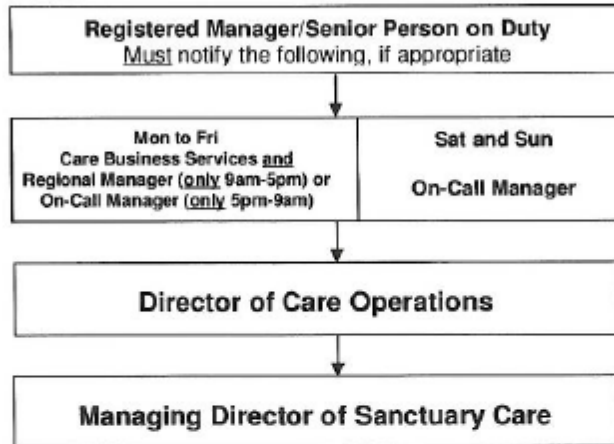 Registered Manager/Senior Person on Duty
Must notify the following, if appropriate
Mon to Fri
Care Business Services and
Regional Manager (only 9am-5pm) or
On-Call Manager (only 5pm-9am)
Sat and Sun
On-Call Manager
Director of Care Operations
Managing Director of Sanctuary Care